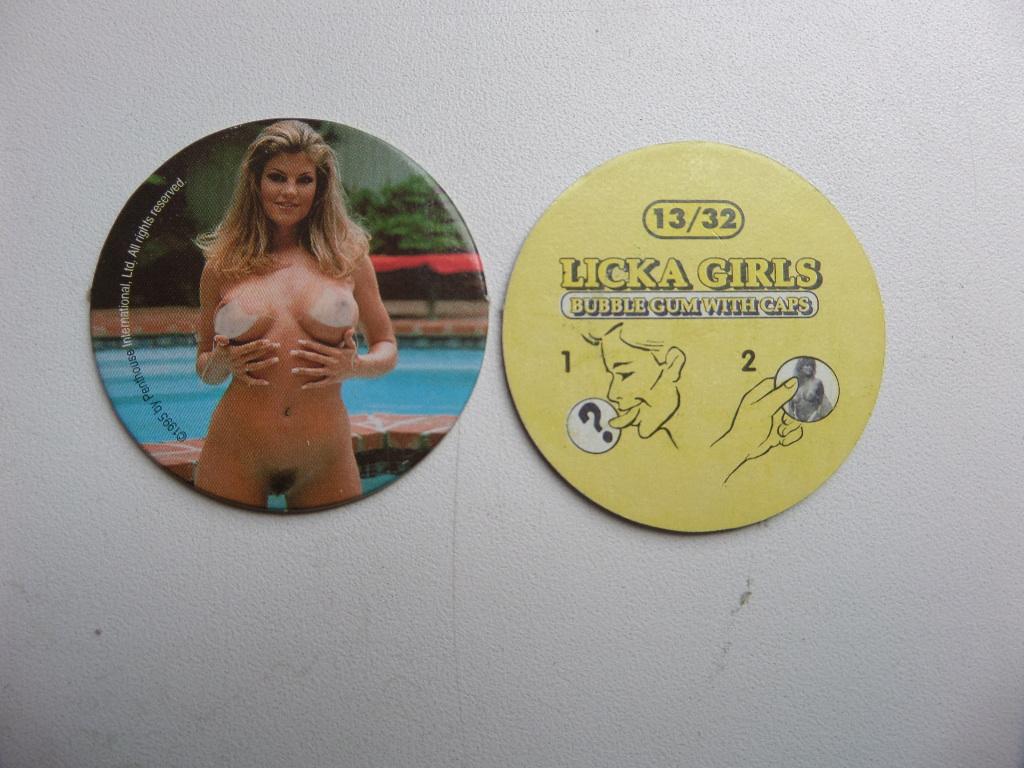 ©1995 by Penthouse International, Ltd. All rights reserved.
13/32
LICKA GIRLS
BUBBLE GUM WITH CAPS
1
2
?